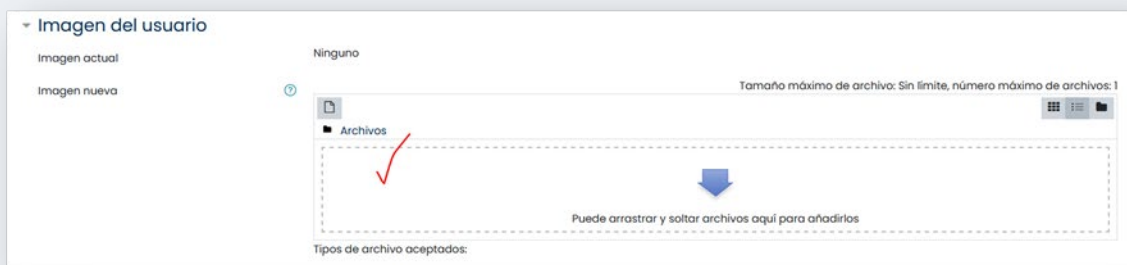 Imagen del usuario
Imagen actual
Ninguno
Imagen nueva
Tamaño máximo de archivo: Sin límite, número máximo de archivos: 1
Archivos
Puede arrastrar y soltar archivos aquí para añadirlos
Tipos de archivo aceptados: